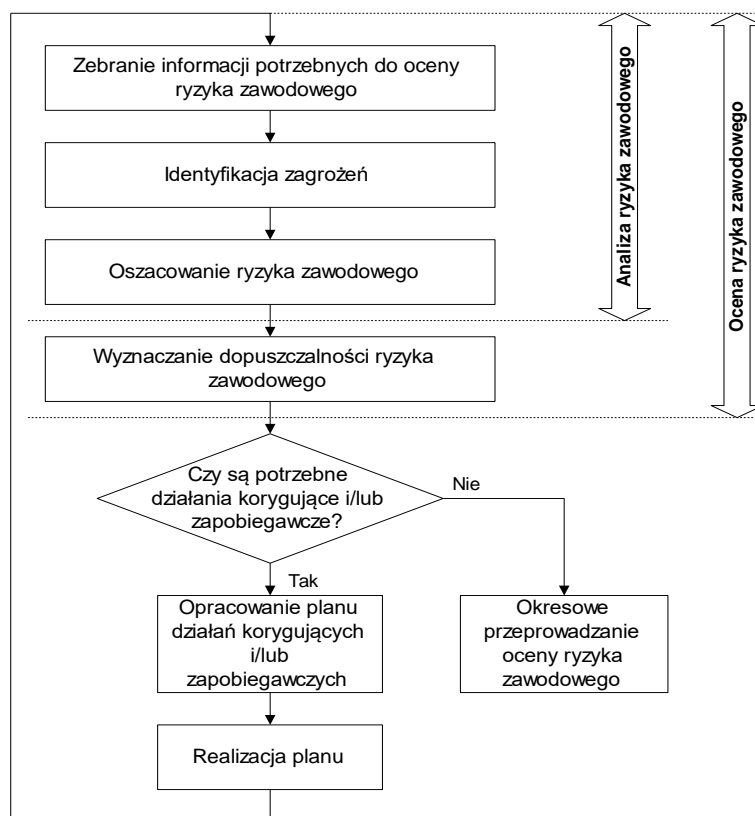 Zebranie informacji potrzebnych do oceny
ryzyka zawodowego
Identyfikacja zagrożeń
Oszacowanie ryzyka zawodowego
Analiza ryzyka zawodowego
Ocena ryzyka zawodowego
Wyznaczanie dopuszczalności ryzyka
zawodowego
Czy są potrzebne
działania korygujące i/lub
zapobiegawcze?
Nie
Tak
Opracowanie planu
działań korygujących
i/lub
zapobiegawczych
Okresowe
przeprowadzanie
oceny ryzyka
zawodowego
Realizacja planu